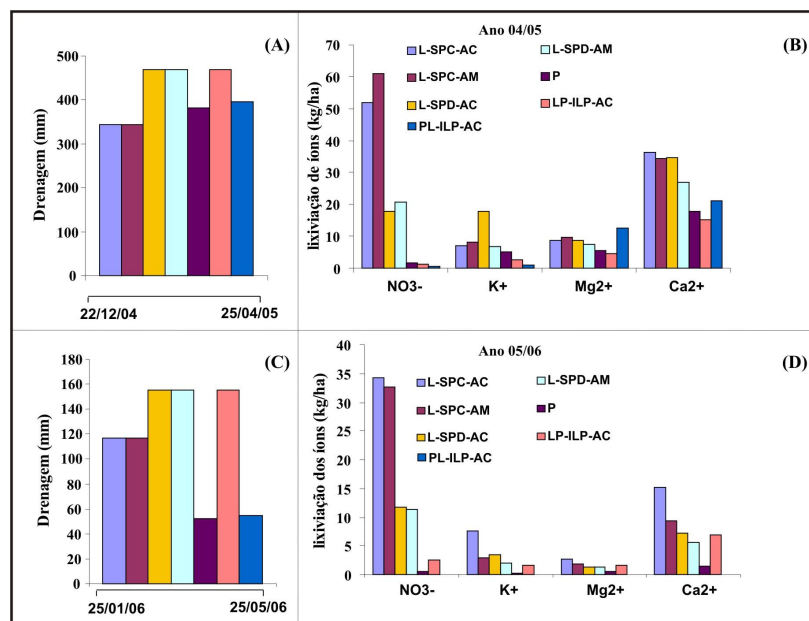 (A)
Drenagem (mm)
500
400
300
200
100
0
22/12/04
25/04/05
Ano 04/05
(B)
lixiviação de íons (kg/ha)
70
60
50
40
30
20
10
0
L-SPC-AC
L-SPD-AM
L-SPC-AM
P
L-SPD-AC
LP-ILP-AC
PL-ILP-AC
NO3- K+ Mg2+ Ca2+
(C)
Drenagem (mm)
180
160
140
120
100
80
60
40
20
0
25/01/06
25/05/06
Ano 05/06
(D)
lixiviação dos íons (kg/ha)
40
35
30
25
20
15
10
5
0
L-SPC-AC
L-SPD-AM
L-SPC-AM
P
L-SPD-AC
LP-ILP-AC
PL-ILP-AC
NO3- K+ Mg2+ Ca2+